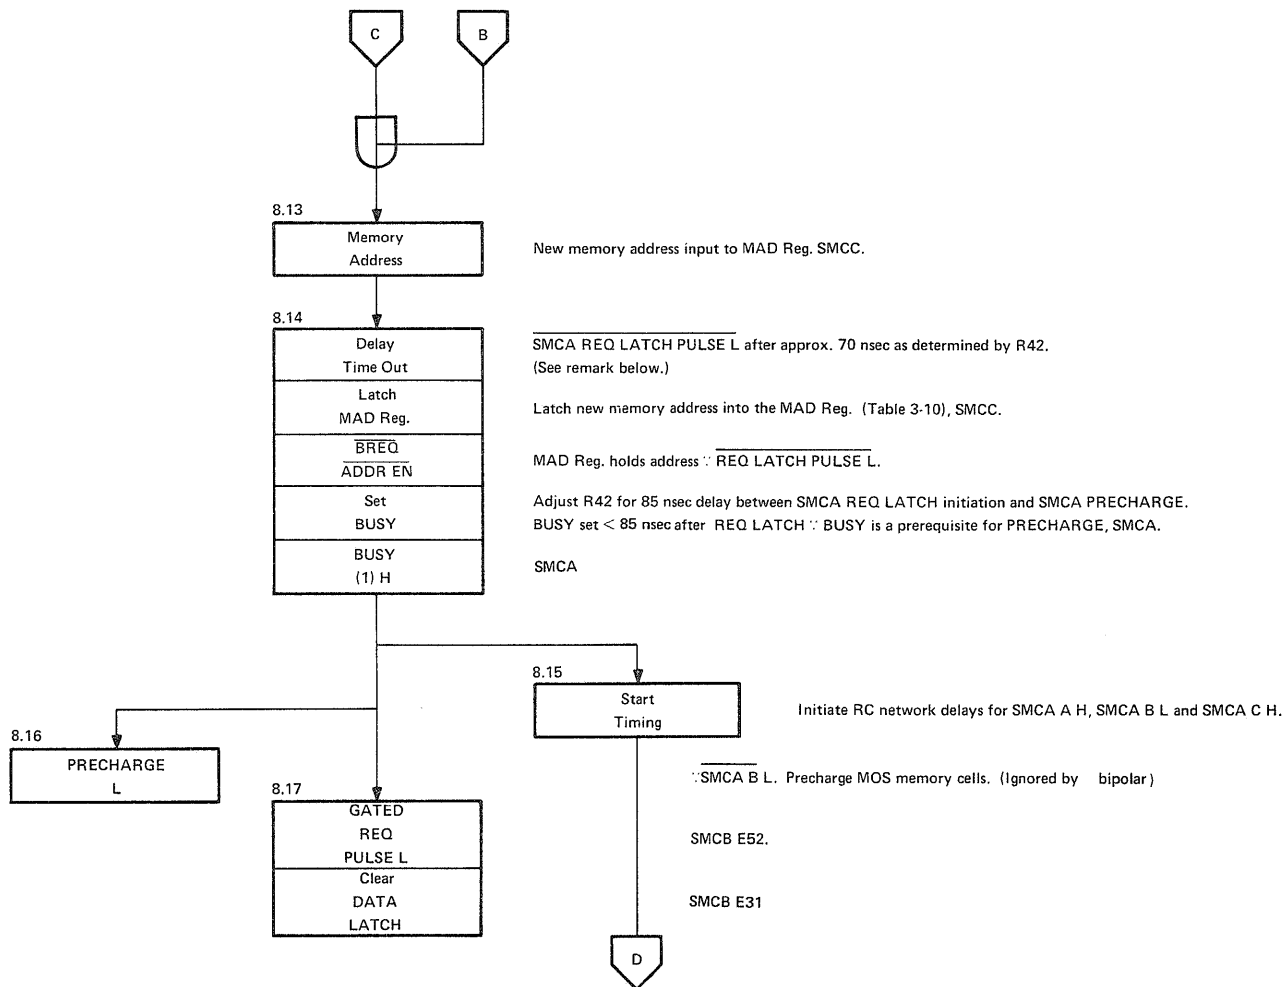 C
B
8.13
Memory
Address
New memory address input to MAD Reg. SMCC.
8.14
Delay
Time Out
SMCA REQ LATCH PULSE L after approx. 70 nsec as determined by R42.
(See remark below.)
Latch
MAD Reg.
Latch new memory address into the MAD Reg. (Table 3-10), SMCC.
BREQ
ADDR EN
MAD Reg. holds address ∵ REQ LATCH PULSE L.
Set
BUSY
Adjust R42 for 85 nsec delay between SMCA REQ LATCH initiation and SMCA PRECHARGE.
BUSY set < 85 nsec after REQ LATCH ∵ BUSY is a prerequisite for PRECHARGE, SMCA.
BUSY
(1) H
SMCA
8.15
Start
Timing
Initiate RC network delays for SMCA A H, SMCA B L and SMCA C H.
8.16
PRECHARGE
L
∵ SMCA B L. Precharge MOS memory cells. (Ignored by bipolar)
8.17
GATED
REQ
PULSE L
SMCB E52.
Clear
DATA
LATCH
SMCB E31
D